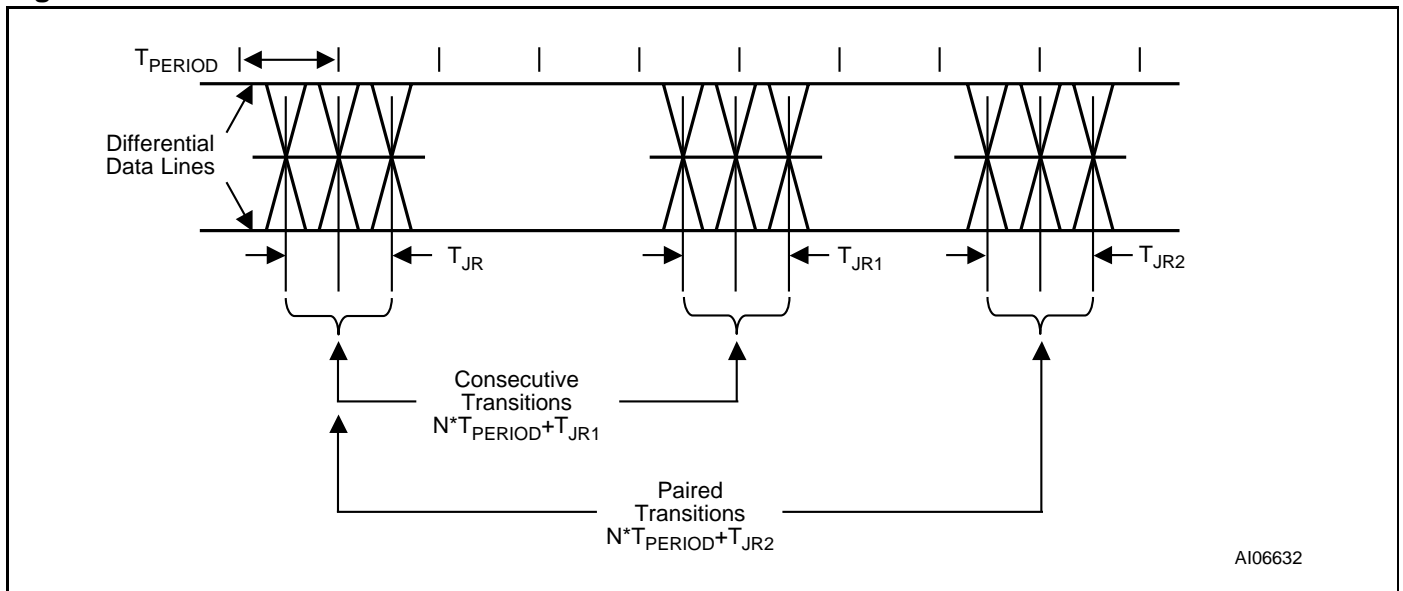 TPERIOD
Differential
Data Lines
TJR
TJR1
TJR2
Consecutive
Transitions
N*TPERIOD+TJR1
Paired
Transitions
N*TPERIOD+TJR2
AI06632